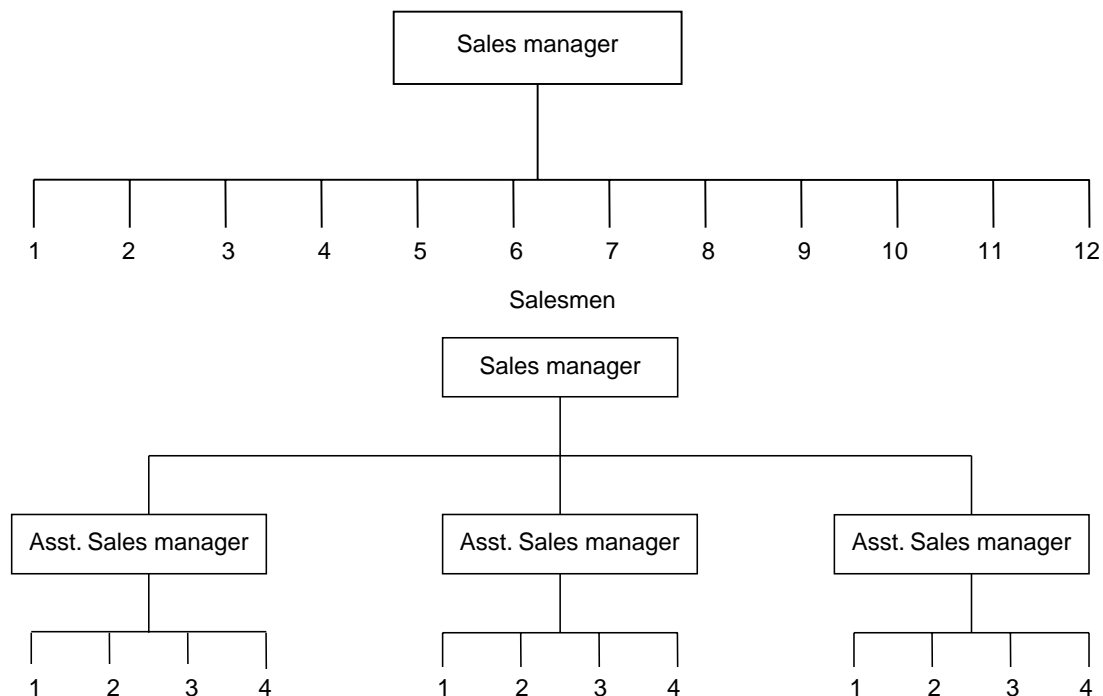 Sales manager
1 2 3 4 5 6 7 8 9 10 11 12
Salesmen
Sales manager
Asst. Sales manager Asst. Sales manager Asst. Sales manager
1 2 3 4 1 2 3 4 1 2 3 4